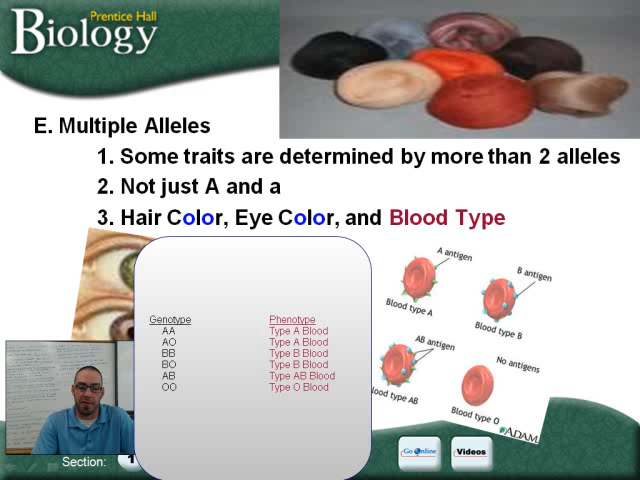 Prentice Hall
Biology
E. Multiple Alleles
1. Some traits are determined by more than 2 alleles
2. Not just A and a
3. Hair Color, Eye Color, and Blood Type
Genotype Phenotype
AA Type A Blood
AO Type A Blood
BB Type B Blood
BO Type B Blood
AB Type AB Blood
OO Type O Blood
A antigen
Blood type A
B antigen
Blood type B
AB antigen
Blood type AB
No antigens
Blood type O
ADAM
Section: 1
Go Online
Videos